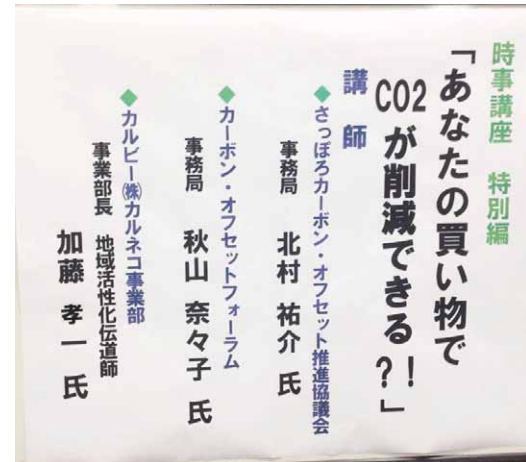 時事講座 特別編
「あなたの買い物で
CO2が削減できる?!」
講師
◆さっぽろカーボン・オフセット推進協議会
事務局 北村 祐介 氏
◆カーボン・オフセットフォーラム
事務局 秋山 奈々子 氏
◆カルビー㈱カルネコ事業部
事業部長 地域活性化伝道師
加藤 孝一 氏